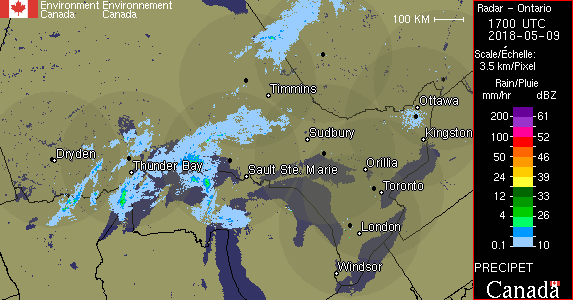 Environment Environnement
Canada Canada
100 KM
Timmins
Ottawa
Sudbury
Kingston
Dryden
Thunder Bay
Sault Ste. Marie
Orillia
Toronto
London
Windsor
Radar - Ontario
1700 UTC
2018-05-09
Scale/Échelle:
3.5 km/Pixel
Rain/Pluie
mm/hr dBZ
200 61
100 52
50 46
24 39
12 33
4 26
0.1 10
PRECIPET
Canada